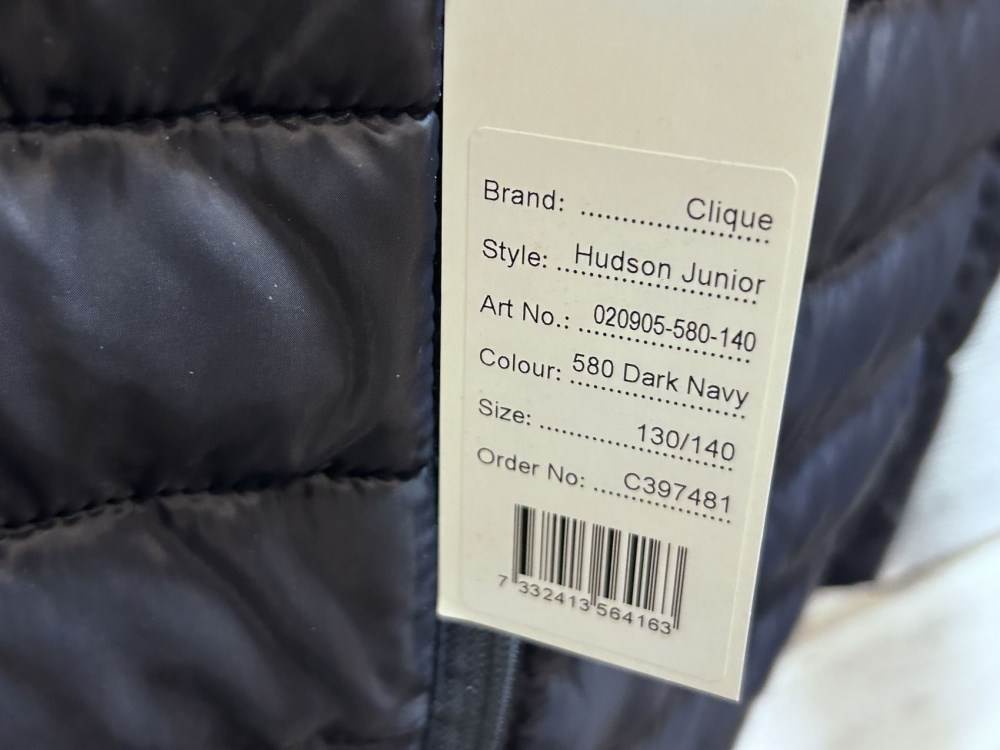 Brand: ..................... Clique
Style: Hudson Junior
Art No.: 020905-580-140
Colour: 580 Dark Navy
Size: 130/140
Order No: C397481
7 332413 564163